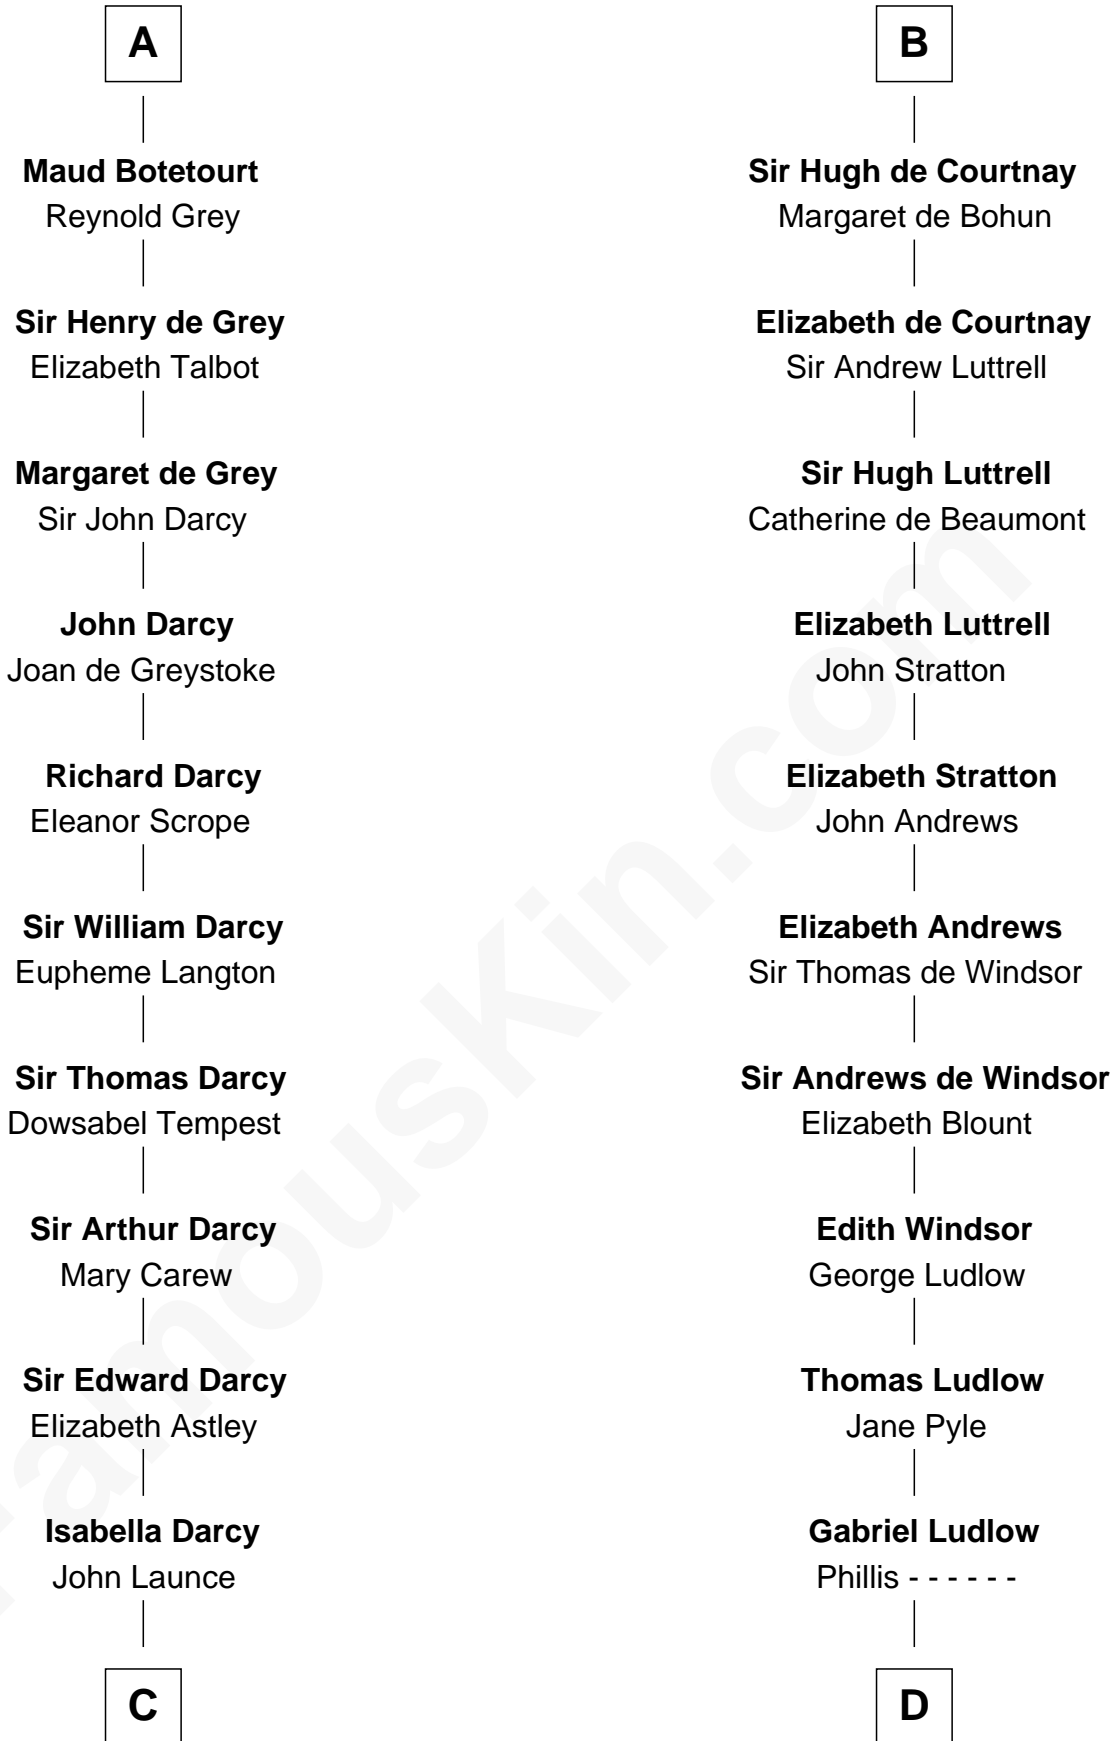 A
Maud Botetourt
Reynold Grey
Sir Henry de Grey
Elizabeth Talbot
Margaret de Grey
Sir John Darcy
John Darcy
Joan de Greystoke
Richard Darcy
Eleanor Scrope
Sir William Darcy
Eupheme Langton
Sir Thomas Darcy
Dowsabel Tempest
Sir Arthur Darcy
Mary Carew
Sir Edward Darcy
Elizabeth Astley
Isabella Darcy
John Launce
C
B
Sir Hugh de Courtnay
Margaret de Bohun
Elizabeth de Courtnay
Sir Andrew Luttrell
Sir Hugh Luttrell
Catherine de Beaumont
Elizabeth Luttrell
John Stratton
Elizabeth Stratton
John Andrews
Elizabeth Andrews
Sir Thomas de Windsor
Sir Andrews de Windsor
Elizabeth Blount
Edith Windsor
George Ludlow
Thomas Ludlow
Jane Pyle
Gabriel Ludlow
Phillis - - - - - -
D
FamousKin.com